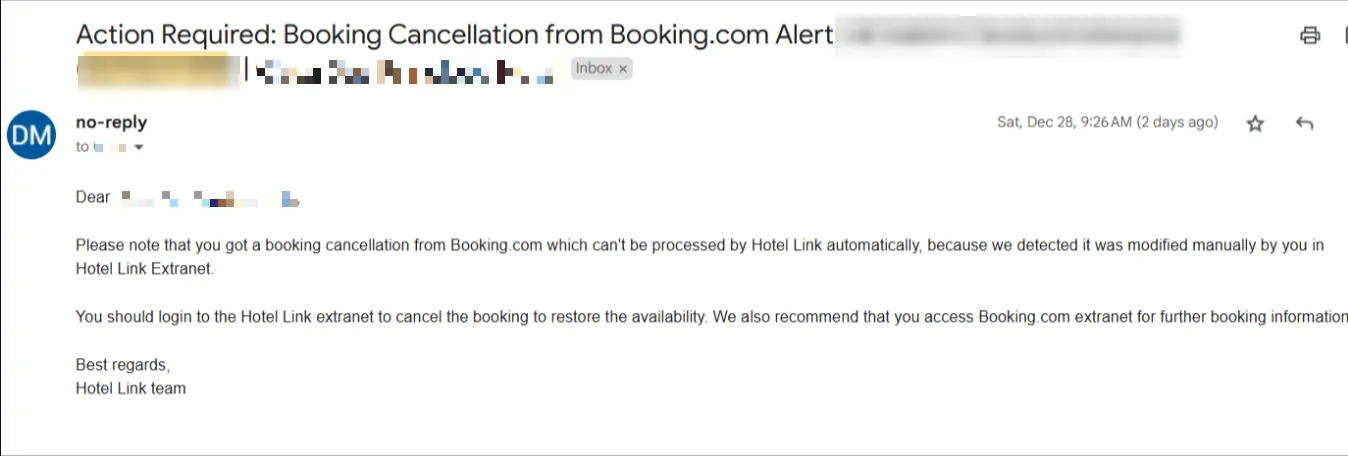 Action Required: Booking Cancellation from Booking.com Alert
| Inbox ×
DM
no-reply
Sat, Dec 28, 9:26 AM (2 days ago)
to
Dear
Please note that you got a booking cancellation from Booking.com which can't be processed by Hotel Link automatically, because we detected it was modified manually by you in
Hotel Link Extranet.
You should login to the Hotel Link extranet to cancel the booking to restore the availability. We also recommend that you access Booking.com extranet for further booking information
Best regards,
Hotel Link team